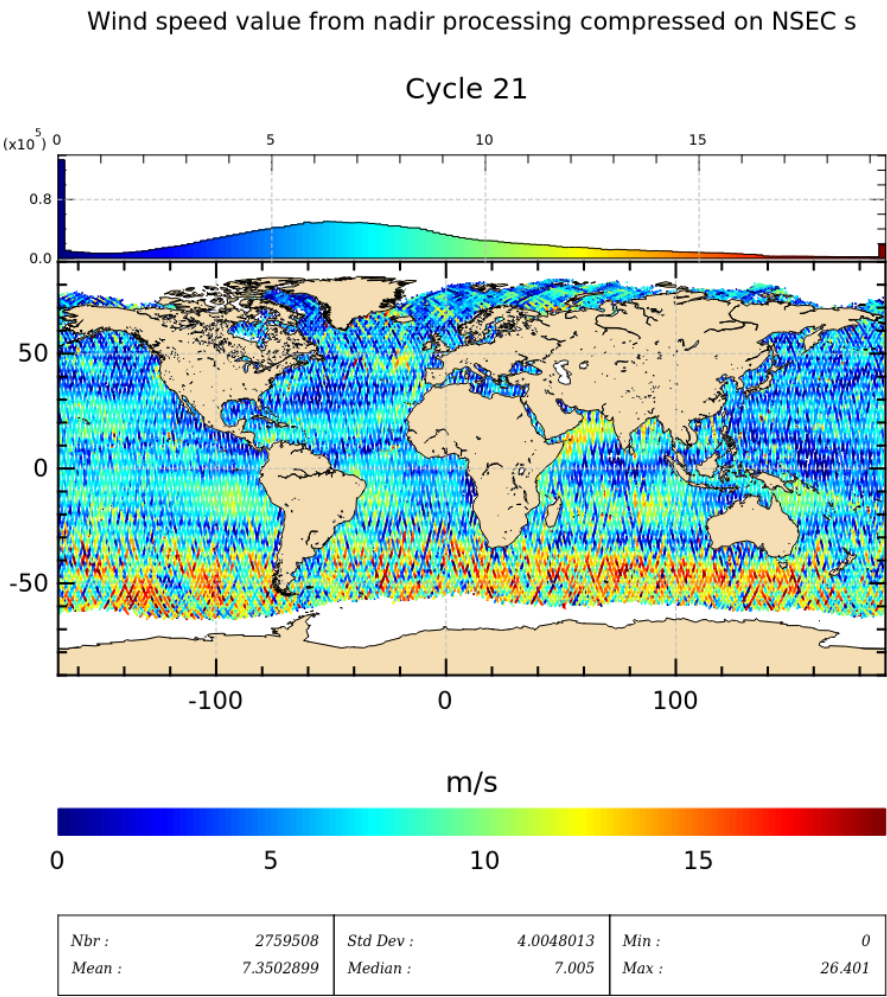 Wind speed value from nadir processing compressed on NSEC s
Cycle 21
(x10^5) 0 5 10 15
0.8
0.0
50
0
-50
-100 0 100
m/s
0 5 10 15
Nbr : 2759508 Std Dev : 4.0048013 Min : 0
Mean : 7.3502899 Median : 7.005 Max : 26.401